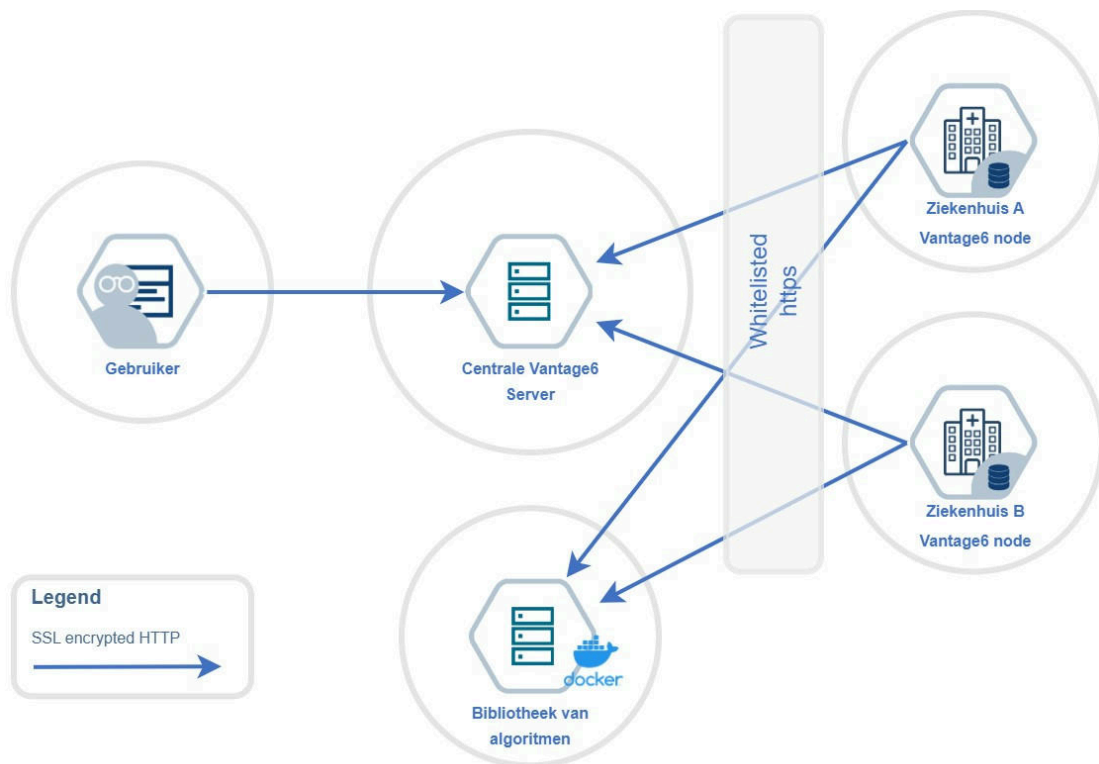 Ziekenhuis A
Vantage6 node
Whitelisted
https
Gebruiker
Centrale Vantage6
Server
Ziekenhuis B
Vantage6 node
Legend
SSL encrypted HTTP
docker
Bibliotheek van
algoritmen